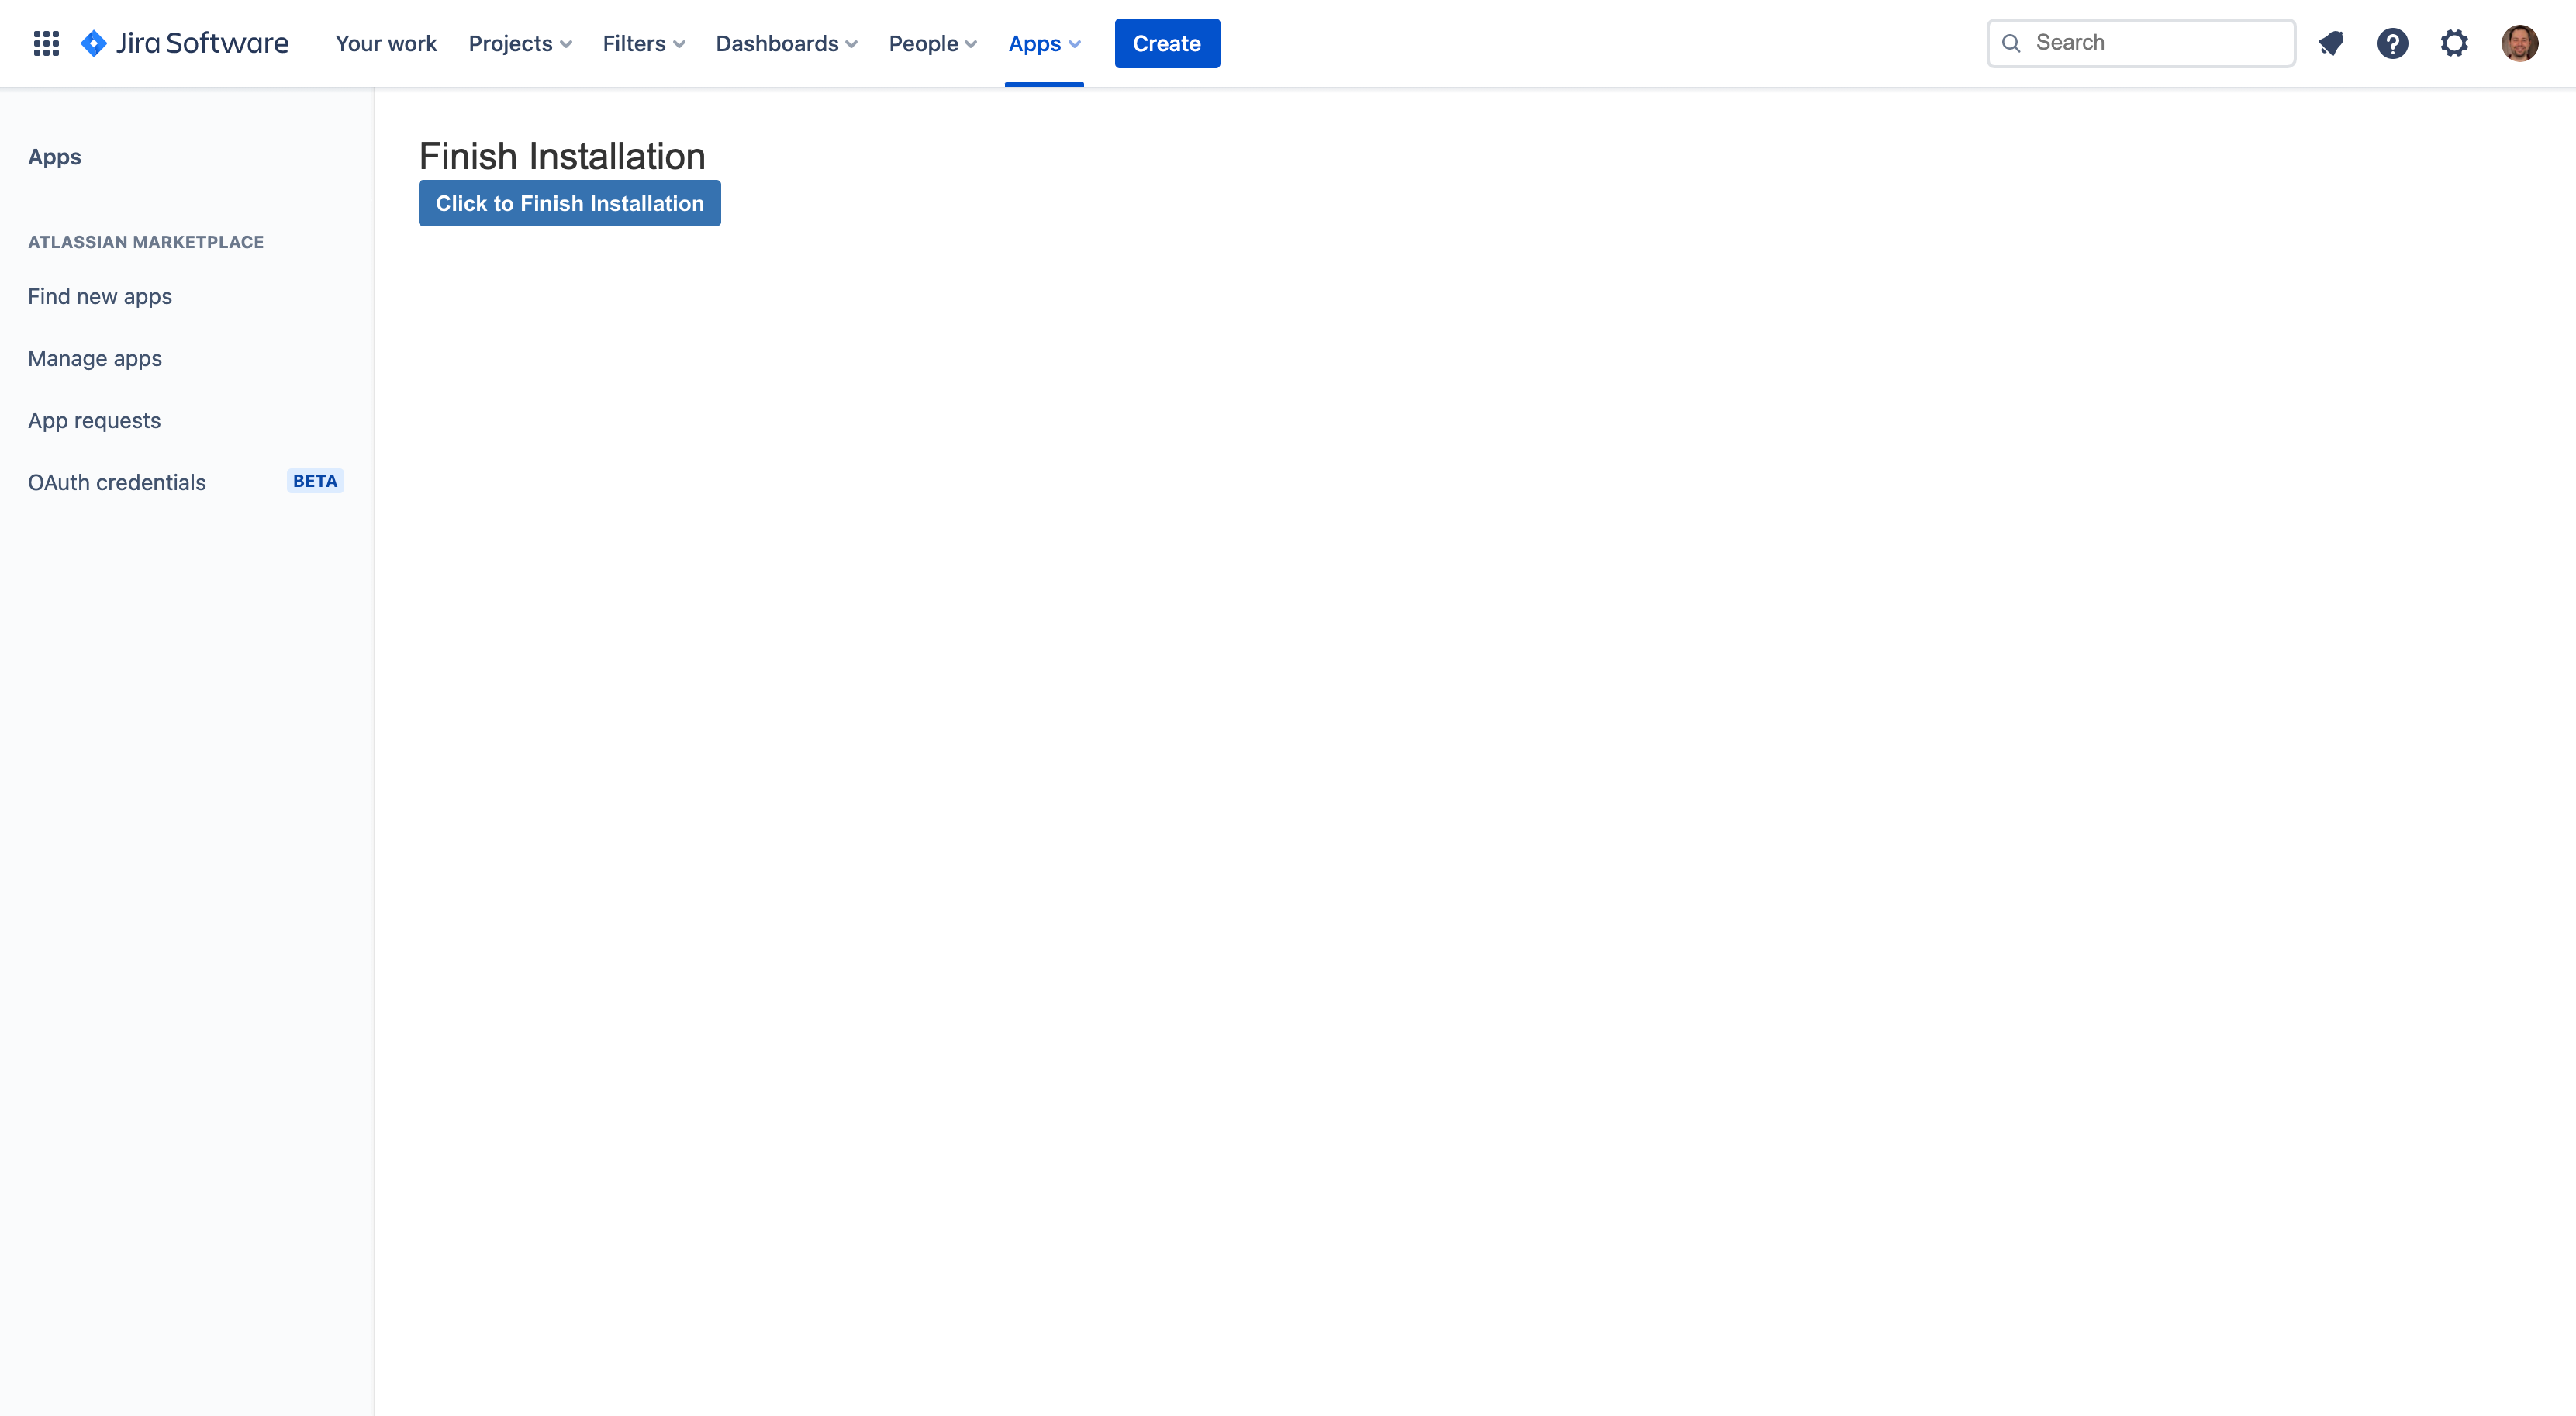 Jira Software
Your work
Projects
Filters
Dashboards
People
Apps
Create
Search
Apps
ATLASSIAN MARKETPLACE
Find new apps
Manage apps
App requests
OAuth credentials BETA
Finish Installation
Click to Finish Installation